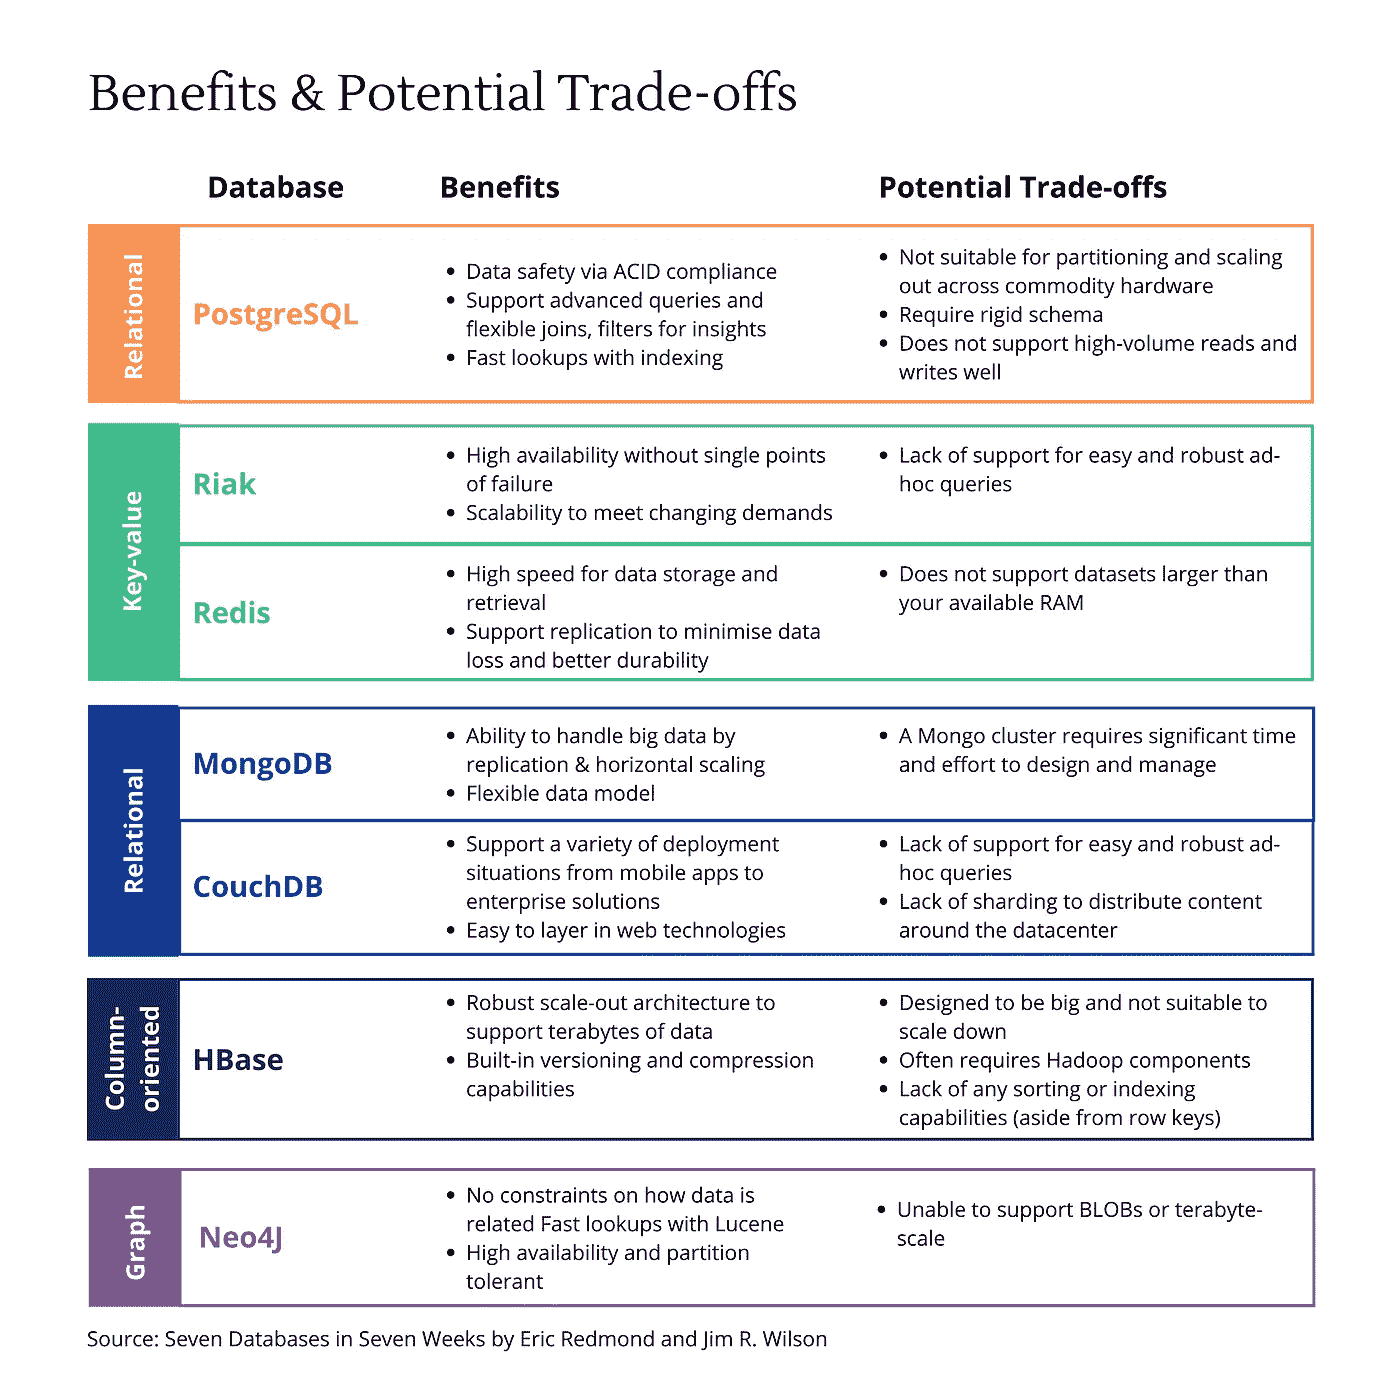 Benefits & Potential Trade-offs
Database
Benefits
Potential Trade-offs
Relational
PostgreSQL
Data safety via ACID compliance
Support advanced queries and
flexible joins, filters for insights
Fast lookups with indexing
Not suitable for partitioning and scaling
out across commodity hardware
Require rigid schema
Does not support high-volume reads and
writes well
Key-value
Riak
High availability without single points
of failure
Scalability to meet changing demands
Lack of support for easy and robust ad-
hoc queries
Redis
High speed for data storage and
retrieval
Support replication to minimise data
loss and better durability
Does not support datasets larger than
your available RAM
Relational
MongoDB
Ability to handle big data by
replication & horizontal scaling
Flexible data model
A Mongo cluster requires significant time
and effort to design and manage
CouchDB
Support a variety of deployment
situations from mobile apps to
enterprise solutions
Easy to layer in web technologies
Lack of support for easy and robust ad-
hoc queries
Lack of sharding to distribute content
around the datacenter
Column-
oriented
HBase
Robust scale-out architecture to
support terabytes of data
Built-in versioning and compression
capabilities
Designed to be big and not suitable to
scale down
Often requires Hadoop components
Lack of any sorting or indexing
capabilities (aside from row keys)
Graph
Neo4J
No constraints on how data is
related Fast lookups with Lucene
High availability and partition
tolerant
Unable to support BLOBs or terabyte-
scale
Source: Seven Databases in Seven Weeks by Eric Redmond and Jim R. Wilson